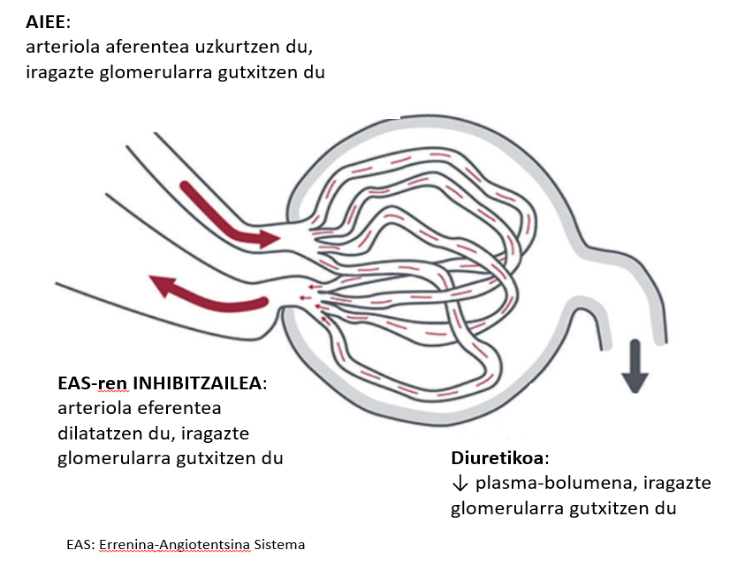 AIEE:
arteriola aferentea uzkurtzen du,
iragazte glomerularra gutxitzen du
EAS-ren INHIBITZAILEA:
arteriola eferentea
dilatatzen du, iragazte
glomerularra gutxitzen du
Diuretikoa:
↓ plasma-bolumena, iragazte
glomerularra gutxitzen du
EAS: Errenina-Angiotentsina Sistema